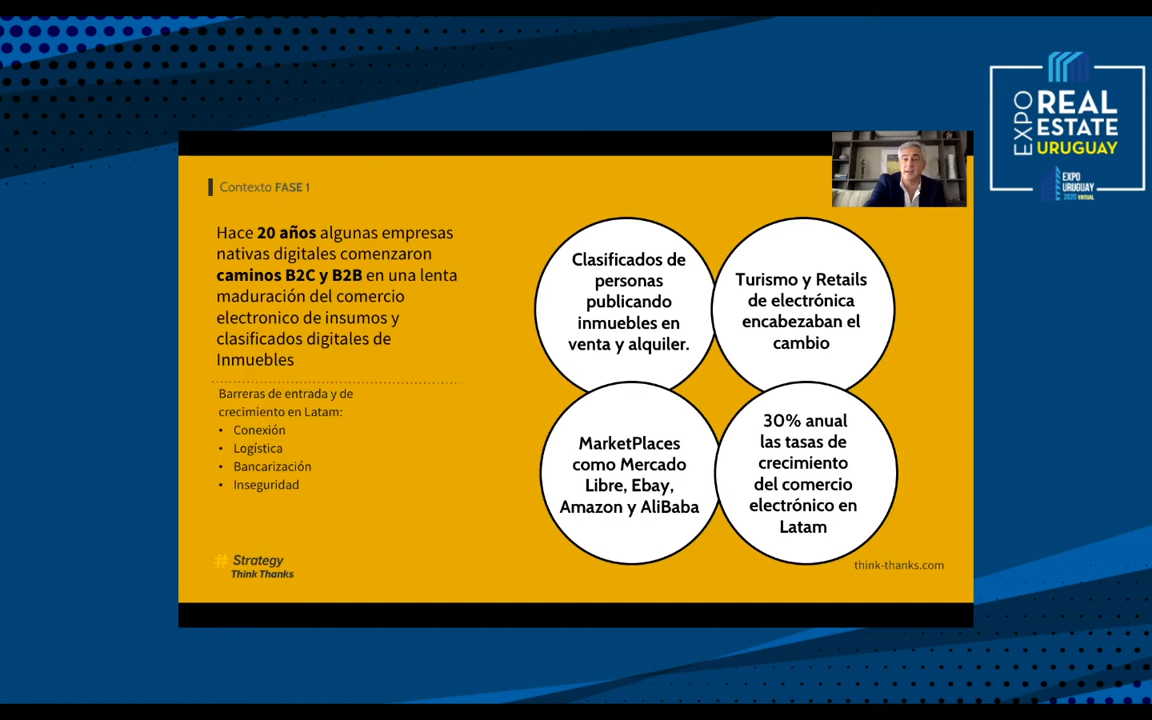 EXPO
REAL
ESTATE
URUGUAY
EXPO
URUGUAY
2020 VIRTUAL
Contexto FASE 1
Hace 20 años algunas empresas
nativas digitales comenzaron
caminos B2C y B2B en una lenta
maduración del comercio
electronico de insumos y
clasificados digitales de
Inmuebles
Barreras de entrada y de
crecimiento en Latam:
• Conexión
• Logística
• Bancarización
• Inseguridad
Clasificados de
personas
publicando
inmuebles en
venta y alquiler.
Turismo y Retails
de electrónica
encabezaban el
cambio
MarketPlaces
como Mercado
Libre, Ebay,
Amazon y AliBaba
30% anual
las tasas de
crecimiento
del comercio
electrónico en
Latam
# Strategy
Think Thanks
think-thanks.com